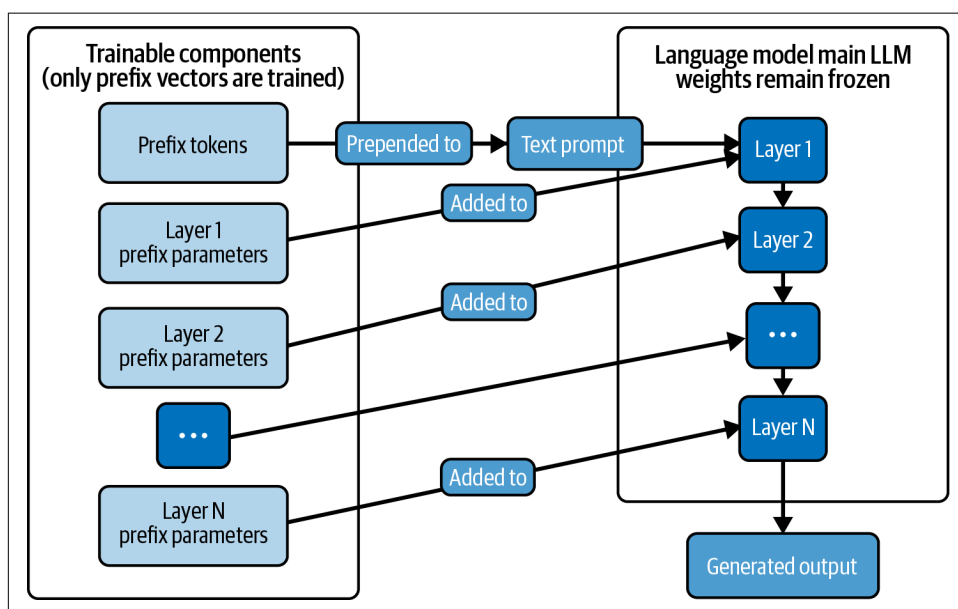 Trainable components
(only prefix vectors are trained)
Language model main LLM
weights remain frozen
Prefix tokens
Prepended to
Text prompt
Layer 1
Layer 1
prefix parameters
Added to
Layer 2
Layer 2
prefix parameters
Added to
...
...
Layer N
Layer N
prefix parameters
Added to
Generated output